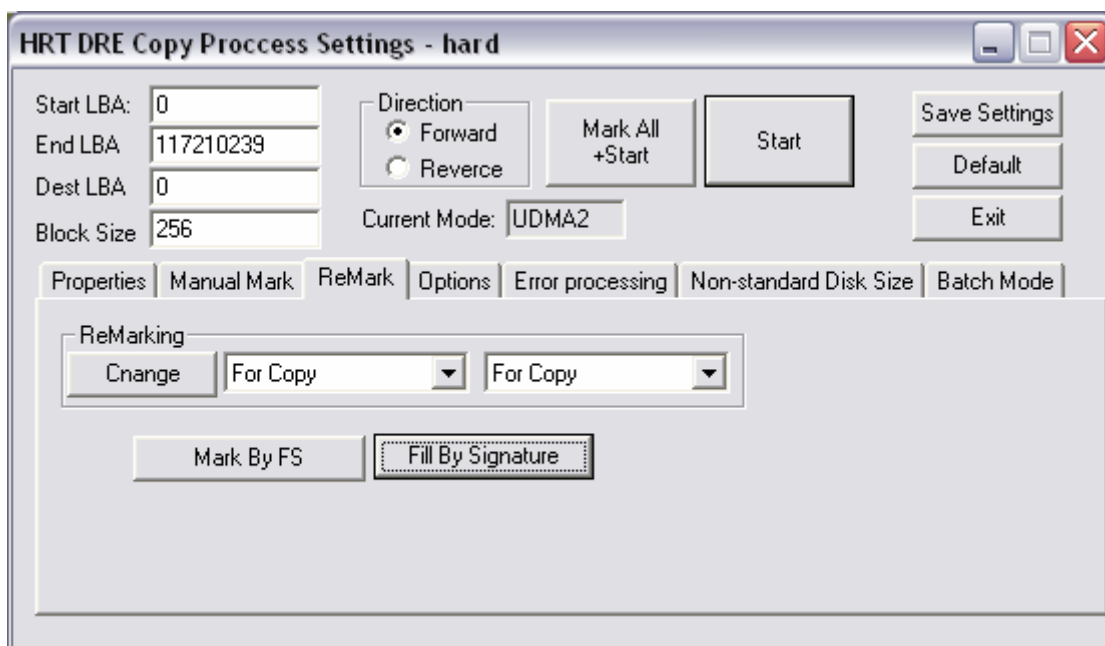 HRT DRE Copy Proccess Settings - hard
Start LBA: 0
End LBA 117210239
Dest LBA 0
Block Size 256
Direction
Forward
Reverce
Current Mode: UDMA2
Mark All
+Start
Start
Save Settings
Default
Exit
Properties Manual Mark ReMark Options Error processing Non-standard Disk Size Batch Mode
ReMarking
Cnange For Copy For Copy
Mark By FS Fill By Signature